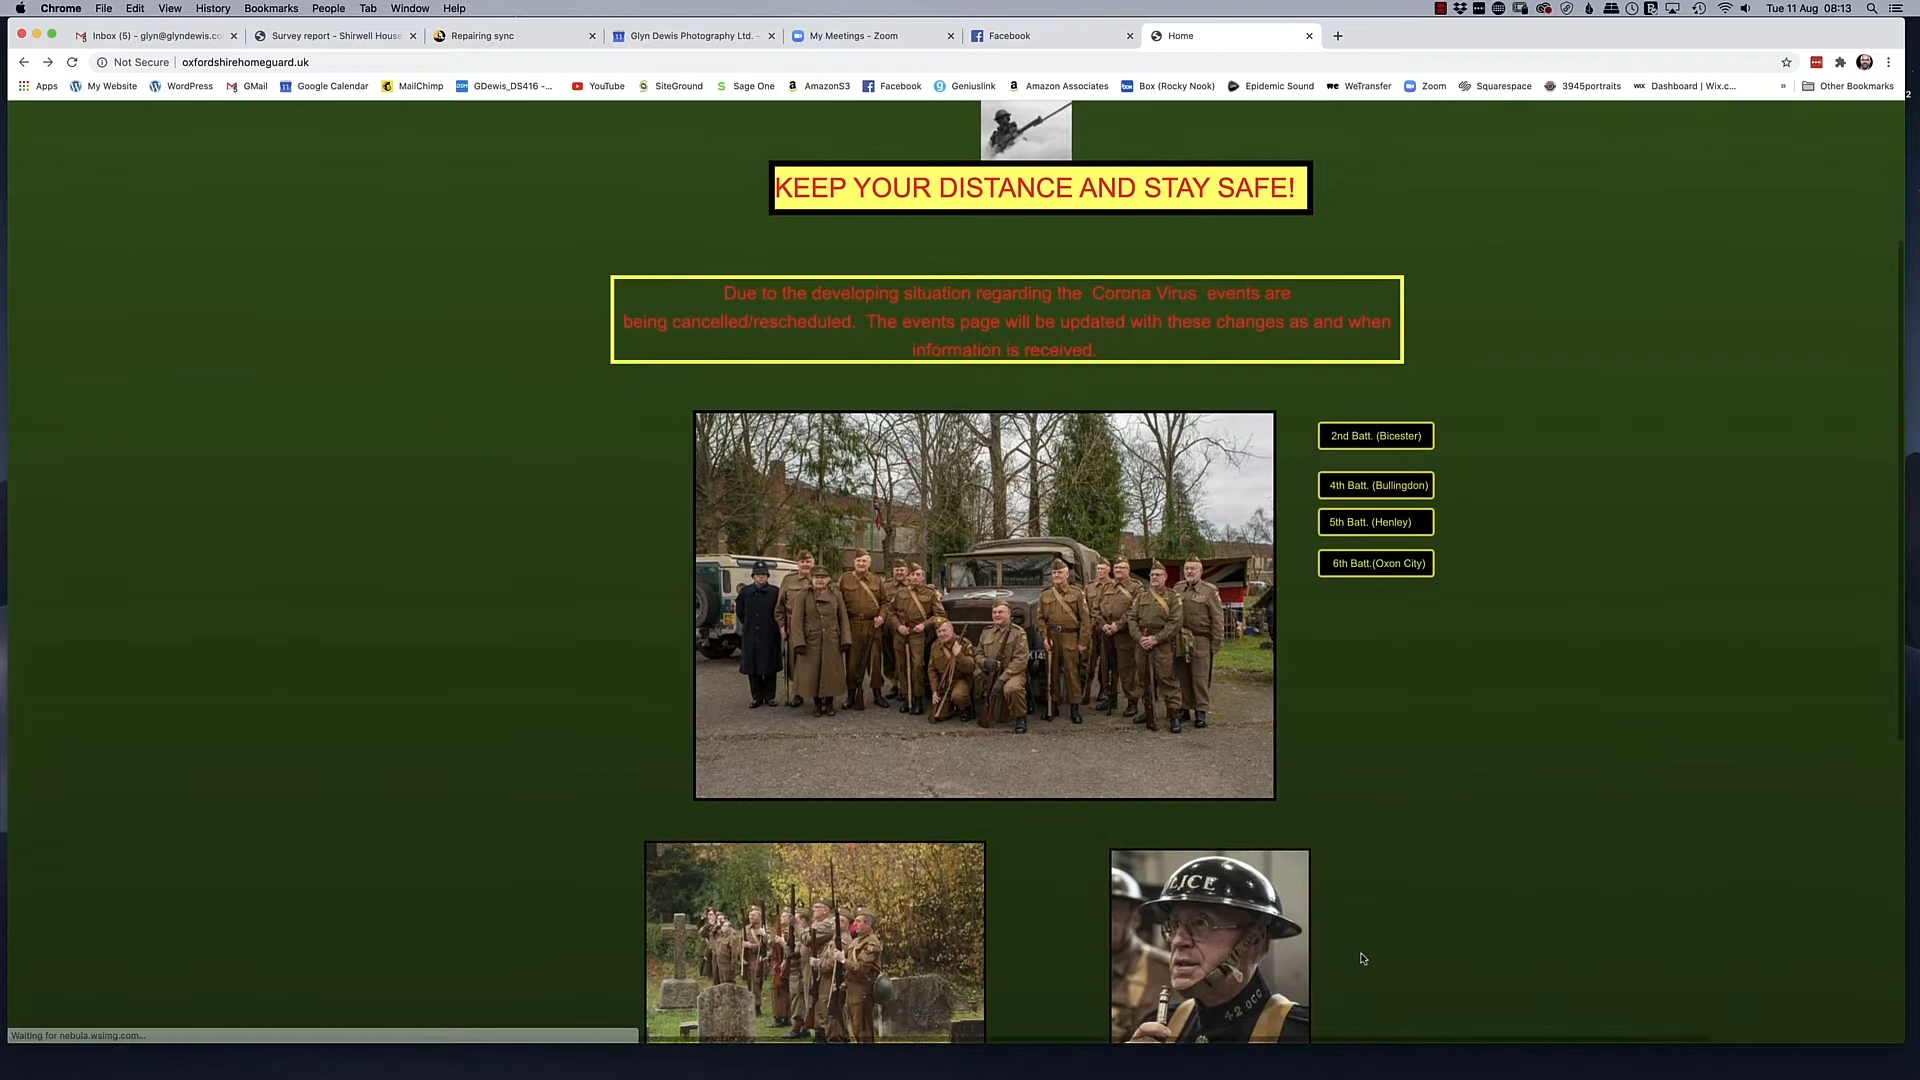 Chrome File Edit View History Bookmarks People Tab Window Help
Tue 11 Aug 08:13
Inbox (5) - glyn@glyndewis.co
Survey report - Shirwell House
Repairing sync
Glyn Dewis Photography Ltd. -
My Meetings - Zoom
Facebook
Home
Not Secure oxfordshirehomeguard.uk
Apps My Website WordPress GMail Google Calendar MailChimp GDewis_DS416 -... YouTube SiteGround Sage One AmazonS3 Facebook Geniuslink Amazon Associates Box (Rocky Nook) Epidemic Sound WeTransfer Zoom Squarespace 3945portraits Dashboard | Wix.c... » Other Bookmarks
KEEP YOUR DISTANCE AND STAY SAFE!
Due to the developing situation regarding the Corona Virus events are
being cancelled/rescheduled. The events page will be updated with these changes as and when
information is received.
2nd Batt. (Bicester)
4th Batt. (Bullingdon)
5th Batt. (Henley)
6th Batt.(Oxon City)
LICE
42 OCC
Waiting for nebula.wsimg.com...